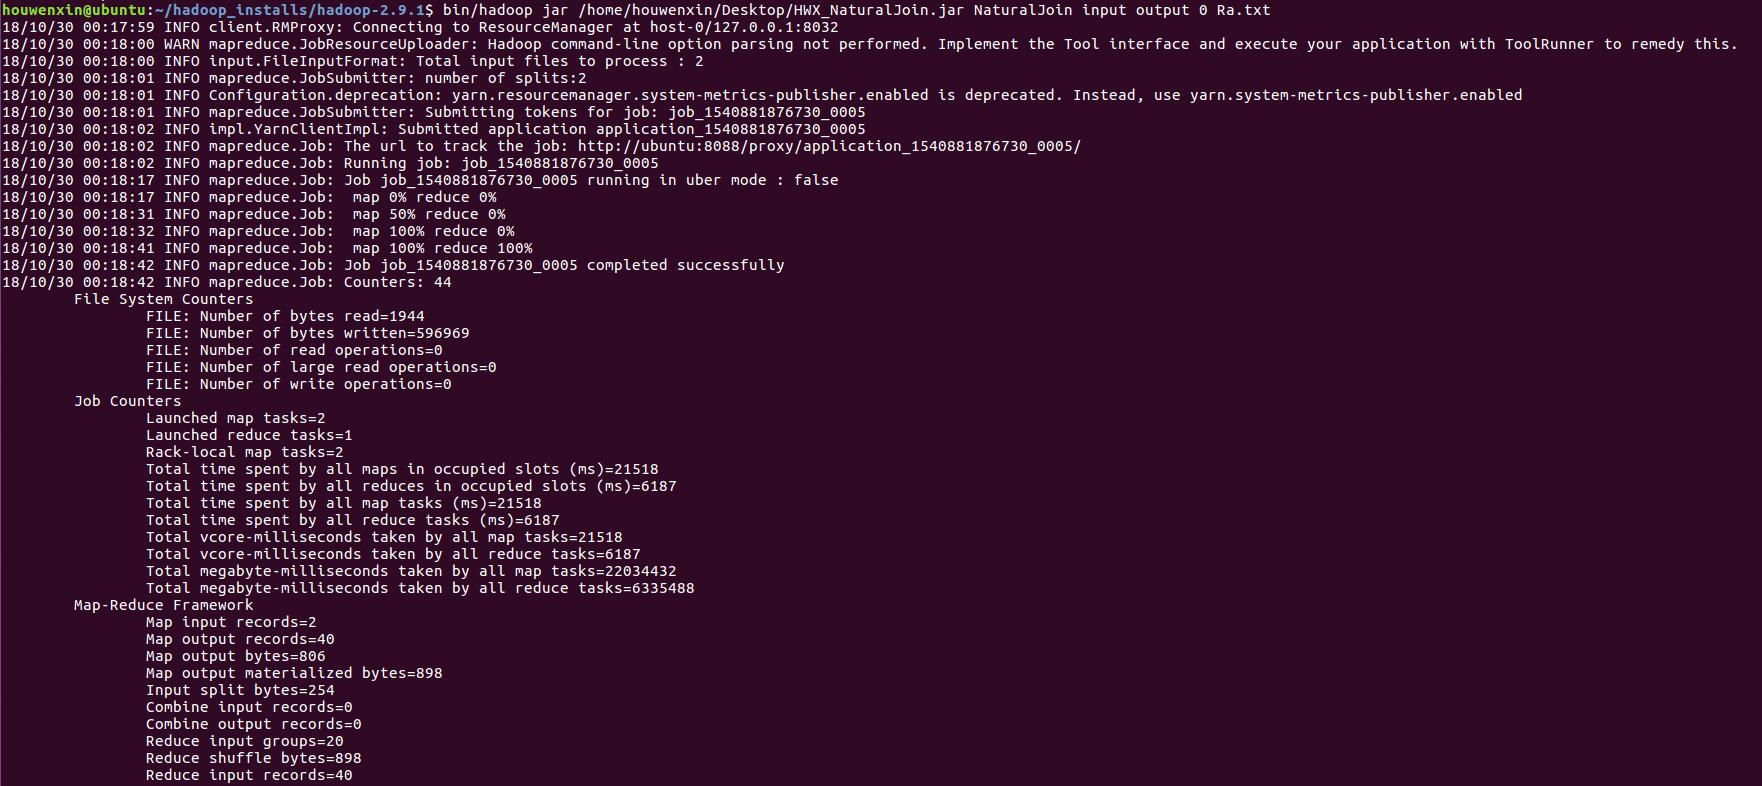 houwenxin@ubuntu:~/hadoop_installs/hadoop-2.9.1$ bin/hadoop jar /home/houwenxin/Desktop/HWX_NaturalJoin.jar NaturalJoin input output 0 Ra.txt
18/10/30 00:17:59 INFO client.RMProxy: Connecting to ResourceManager at host-0/127.0.0.1:8032
18/10/30 00:18:00 WARN mapreduce.JobResourceUploader: Hadoop command-line option parsing not performed. Implement the Tool interface and execute your application with ToolRunner to remedy this.
18/10/30 00:18:00 INFO input.FileInputFormat: Total input files to process : 2
18/10/30 00:18:01 INFO mapreduce.JobSubmitter: number of splits:2
18/10/30 00:18:01 INFO Configuration.deprecation: yarn.resourcemanager.system-metrics-publisher.enabled is deprecated. Instead, use yarn.system-metrics-publisher.enabled
18/10/30 00:18:01 INFO mapreduce.JobSubmitter: Submitting tokens for job: job_1540881876730_0005
18/10/30 00:18:02 INFO impl.YarnClientImpl: Submitted application application_1540881876730_0005
18/10/30 00:18:02 INFO mapreduce.Job: The url to track the job: http://ubuntu:8088/proxy/application_1540881876730_0005/
18/10/30 00:18:02 INFO mapreduce.Job: Running job: job_1540881876730_0005
18/10/30 00:18:17 INFO mapreduce.Job: Job job_1540881876730_0005 running in uber mode : false
18/10/30 00:18:17 INFO mapreduce.Job:  map 0% reduce 0%
18/10/30 00:18:31 INFO mapreduce.Job:  map 50% reduce 0%
18/10/30 00:18:32 INFO mapreduce.Job:  map 100% reduce 0%
18/10/30 00:18:41 INFO mapreduce.Job:  map 100% reduce 100%
18/10/30 00:18:42 INFO mapreduce.Job: Job job_1540881876730_0005 completed successfully
18/10/30 00:18:42 INFO mapreduce.Job: Counters: 44
File System Counters
FILE: Number of bytes read=1944
FILE: Number of bytes written=596969
FILE: Number of read operations=0
FILE: Number of large read operations=0
FILE: Number of write operations=0
Job Counters
Launched map tasks=2
Launched reduce tasks=1
Rack-local map tasks=2
Total time spent by all maps in occupied slots (ms)=21518
Total time spent by all reduces in occupied slots (ms)=6187
Total time spent by all map tasks (ms)=21518
Total time spent by all reduce tasks (ms)=6187
Total vcore-milliseconds taken by all map tasks=21518
Total vcore-milliseconds taken by all reduce tasks=6187
Total megabyte-milliseconds taken by all map tasks=22034432
Total megabyte-milliseconds taken by all reduce tasks=6335488
Map-Reduce Framework
Map input records=2
Map output records=40
Map output bytes=806
Map output materialized bytes=898
Input split bytes=254
Combine input records=0
Combine output records=0
Reduce input groups=20
Reduce shuffle bytes=898
Reduce input records=40